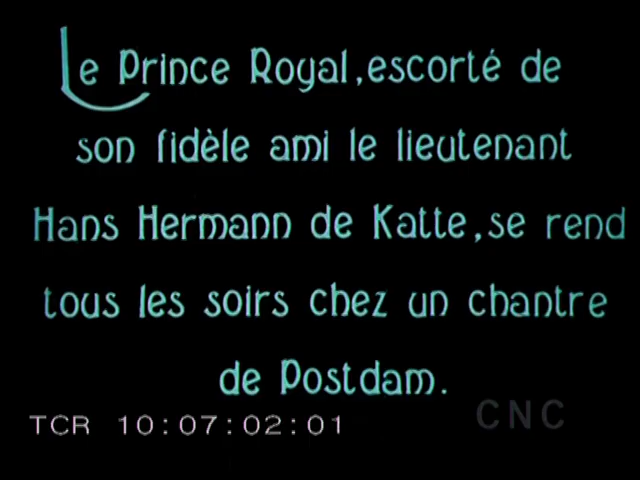 Le Prince Royal, escorté de
son fidèle ami le lieutenant
Hans Hermann de Katte, se rend
tous les soirs chez un chantre
de Postdam.
TCR 10:07:02:01
CNC